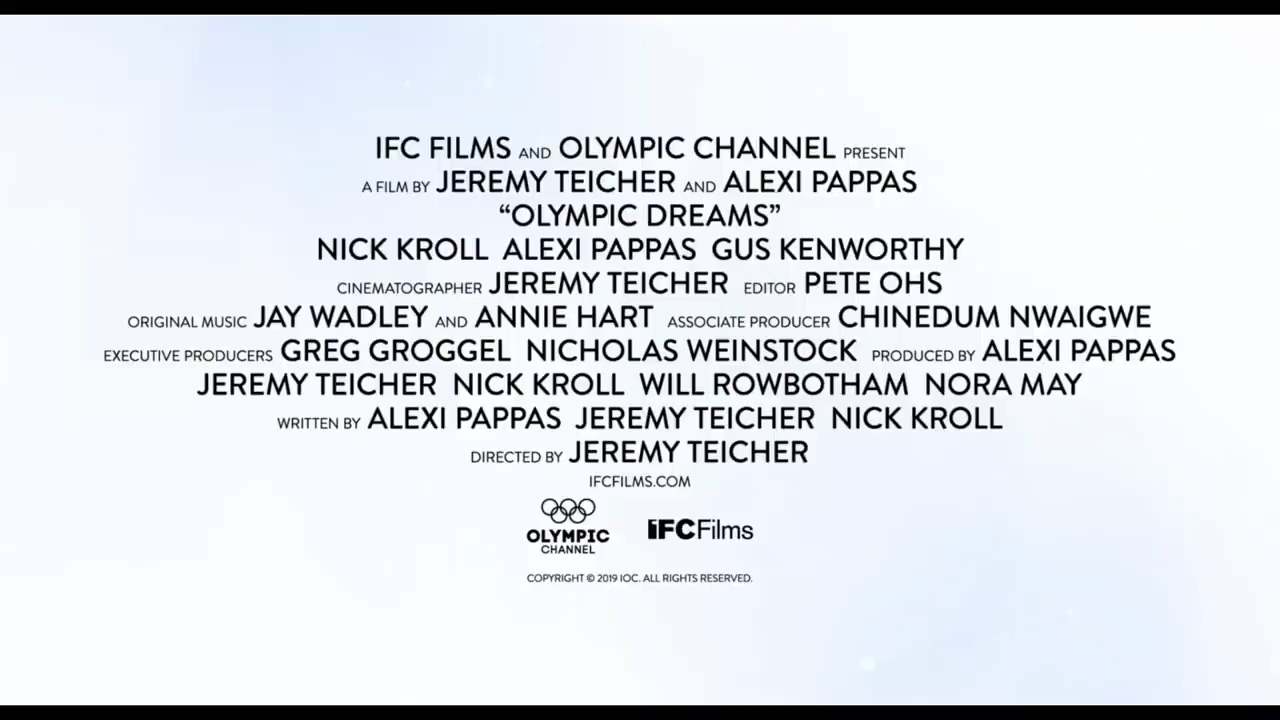 IFC FILMS AND OLYMPIC CHANNEL PRESENT
A FILM BY JEREMY TEICHER AND ALEXI PAPPAS
“OLYMPIC DREAMS”
NICK KROLL ALEXI PAPPAS GUS KENWORTHY
CINEMATOGRAPHER JEREMY TEICHER EDITOR PETE OHS
ORIGINAL MUSIC JAY WADLEY AND ANNIE HART ASSOCIATE PRODUCER CHINEDUM NWAIGWE
EXECUTIVE PRODUCERS GREG GROGGEL NICHOLAS WEINSTOCK PRODUCED BY ALEXI PAPPAS
JEREMY TEICHER NICK KROLL WILL ROWBOTHAM NORA MAY
WRITTEN BY ALEXI PAPPAS JEREMY TEICHER NICK KROLL
DIRECTED BY JEREMY TEICHER
IFCFILMS.COM
OLYMPIC
CHANNEL
IFC Films
COPYRIGHT © 2019 IOC. ALL RIGHTS RESERVED.